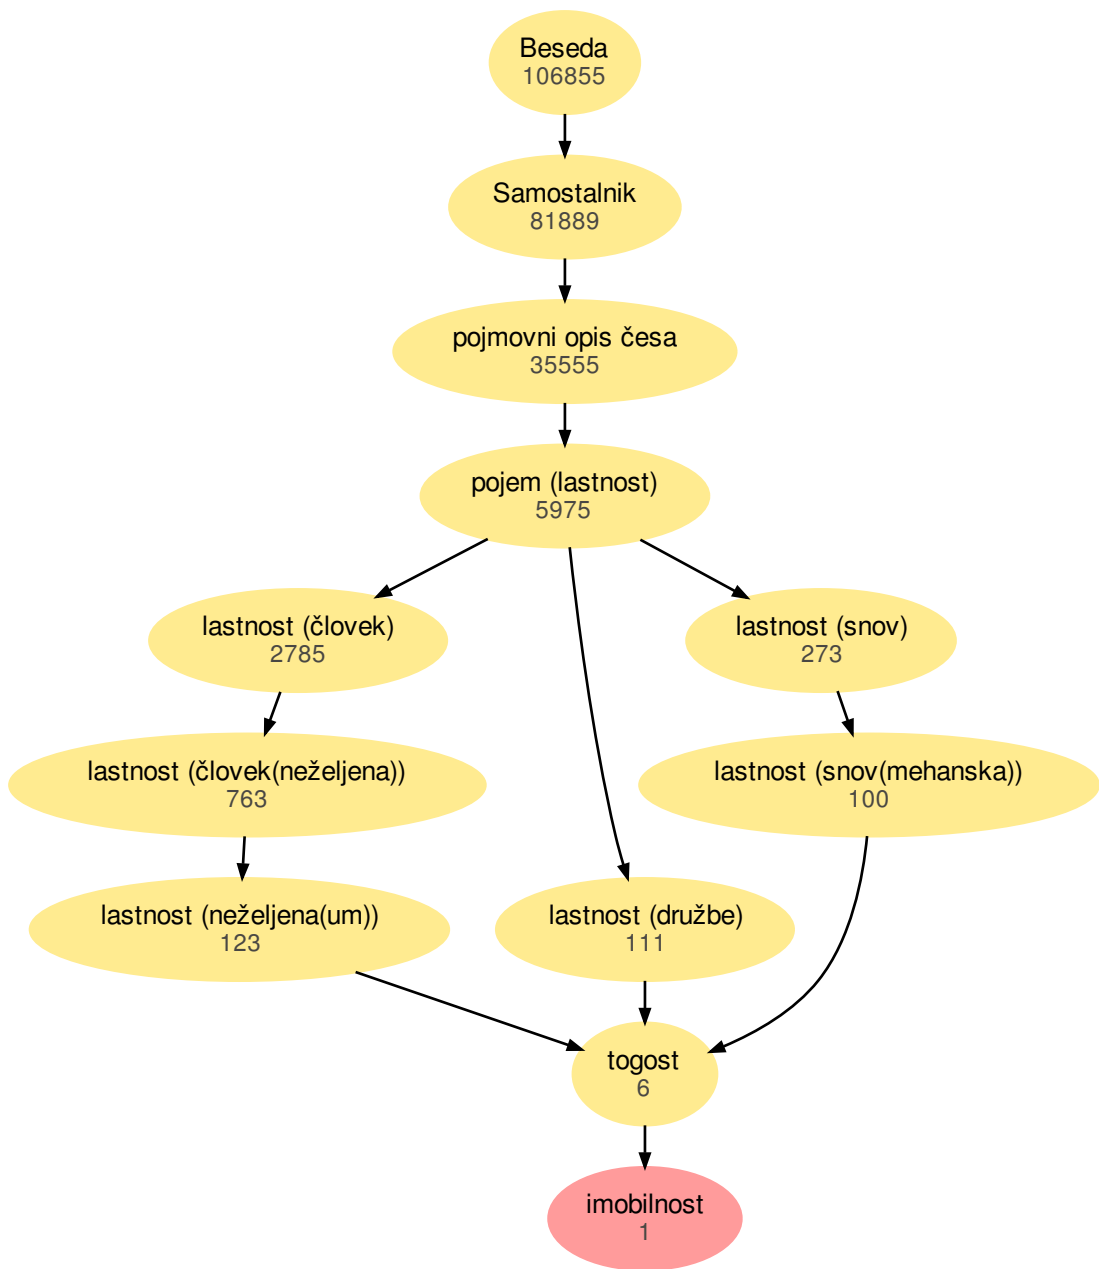 Beseda
106855
Samostalnik
81889
pojmovni opis česa
35555
pojem (lastnost)
5975
lastnost (človek)
2785
lastnost (snov)
273
lastnost (človek(neželjena))
763
lastnost (snov(mehanska))
100
lastnost (neželjena(um))
123
lastnost (družbe)
111
togost
6
imobilnost
1